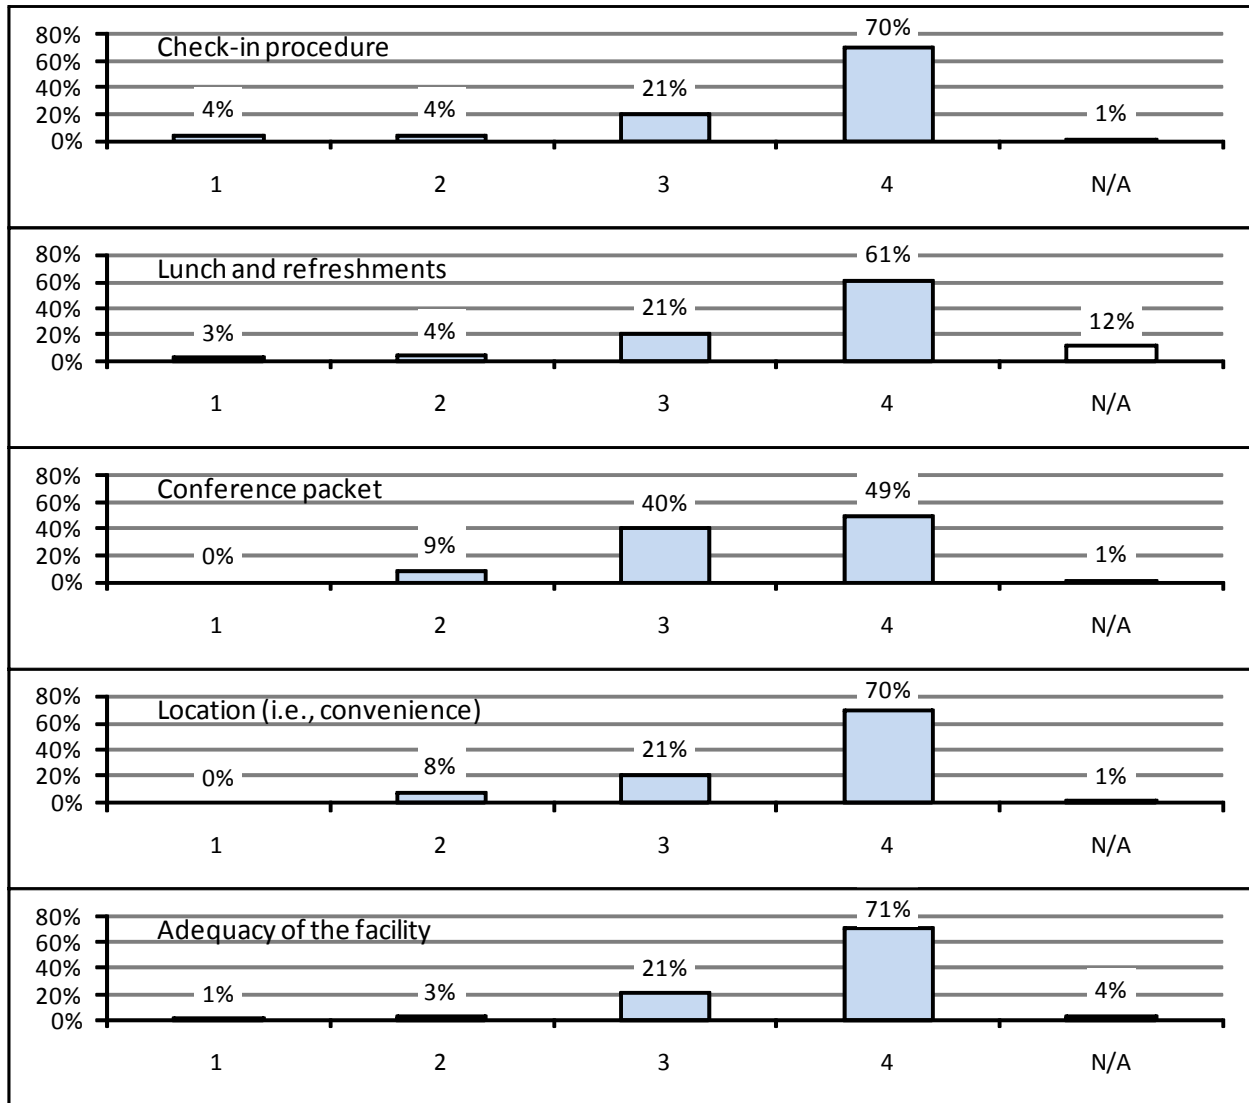 80% Check-in procedure 70%
60%
40% 4% 4% 21% 1%
20%
0%
1 2 3 4 N/A
80% Lunch and refreshments 61%
60%
40% 3% 4% 21% 12%
20%
0%
1 2 3 4 N/A
80% Conference packet 49%
60% 40%
40% 0% 9% 1%
20%
0%
1 2 3 4 N/A
80% Location (i.e., convenience) 70%
60%
40% 0% 8% 21% 1%
20%
0%
1 2 3 4 N/A
80% Adequacy of the facility 71%
60%
40% 1% 3% 21% 4%
20%
0%
1 2 3 4 N/A